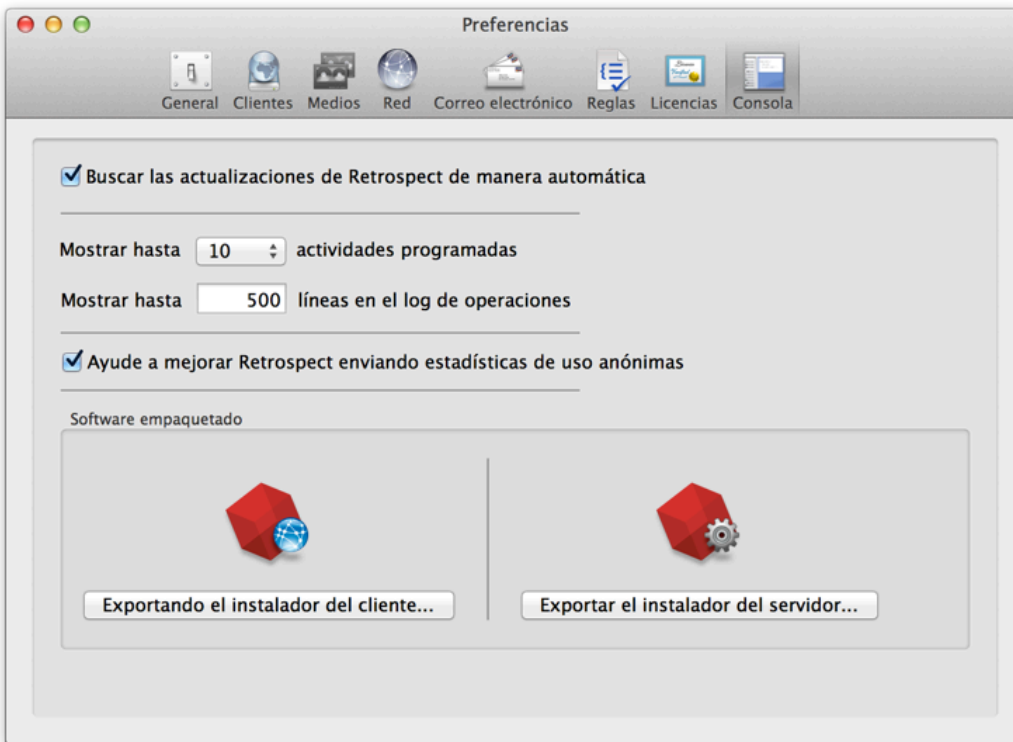 Preferencias
General Clientes Medios Red Correo electrónico Reglas Licencias Consola
Buscar las actualizaciones de Retrospect de manera automática
Mostrar hasta 10 actividades programadas
Mostrar hasta 500 líneas en el log de operaciones
Ayude a mejorar Retrospect enviando estadísticas de uso anónimas
Software empaquetado
Exportando el instalador del cliente... Exportar el instalador del servidor...